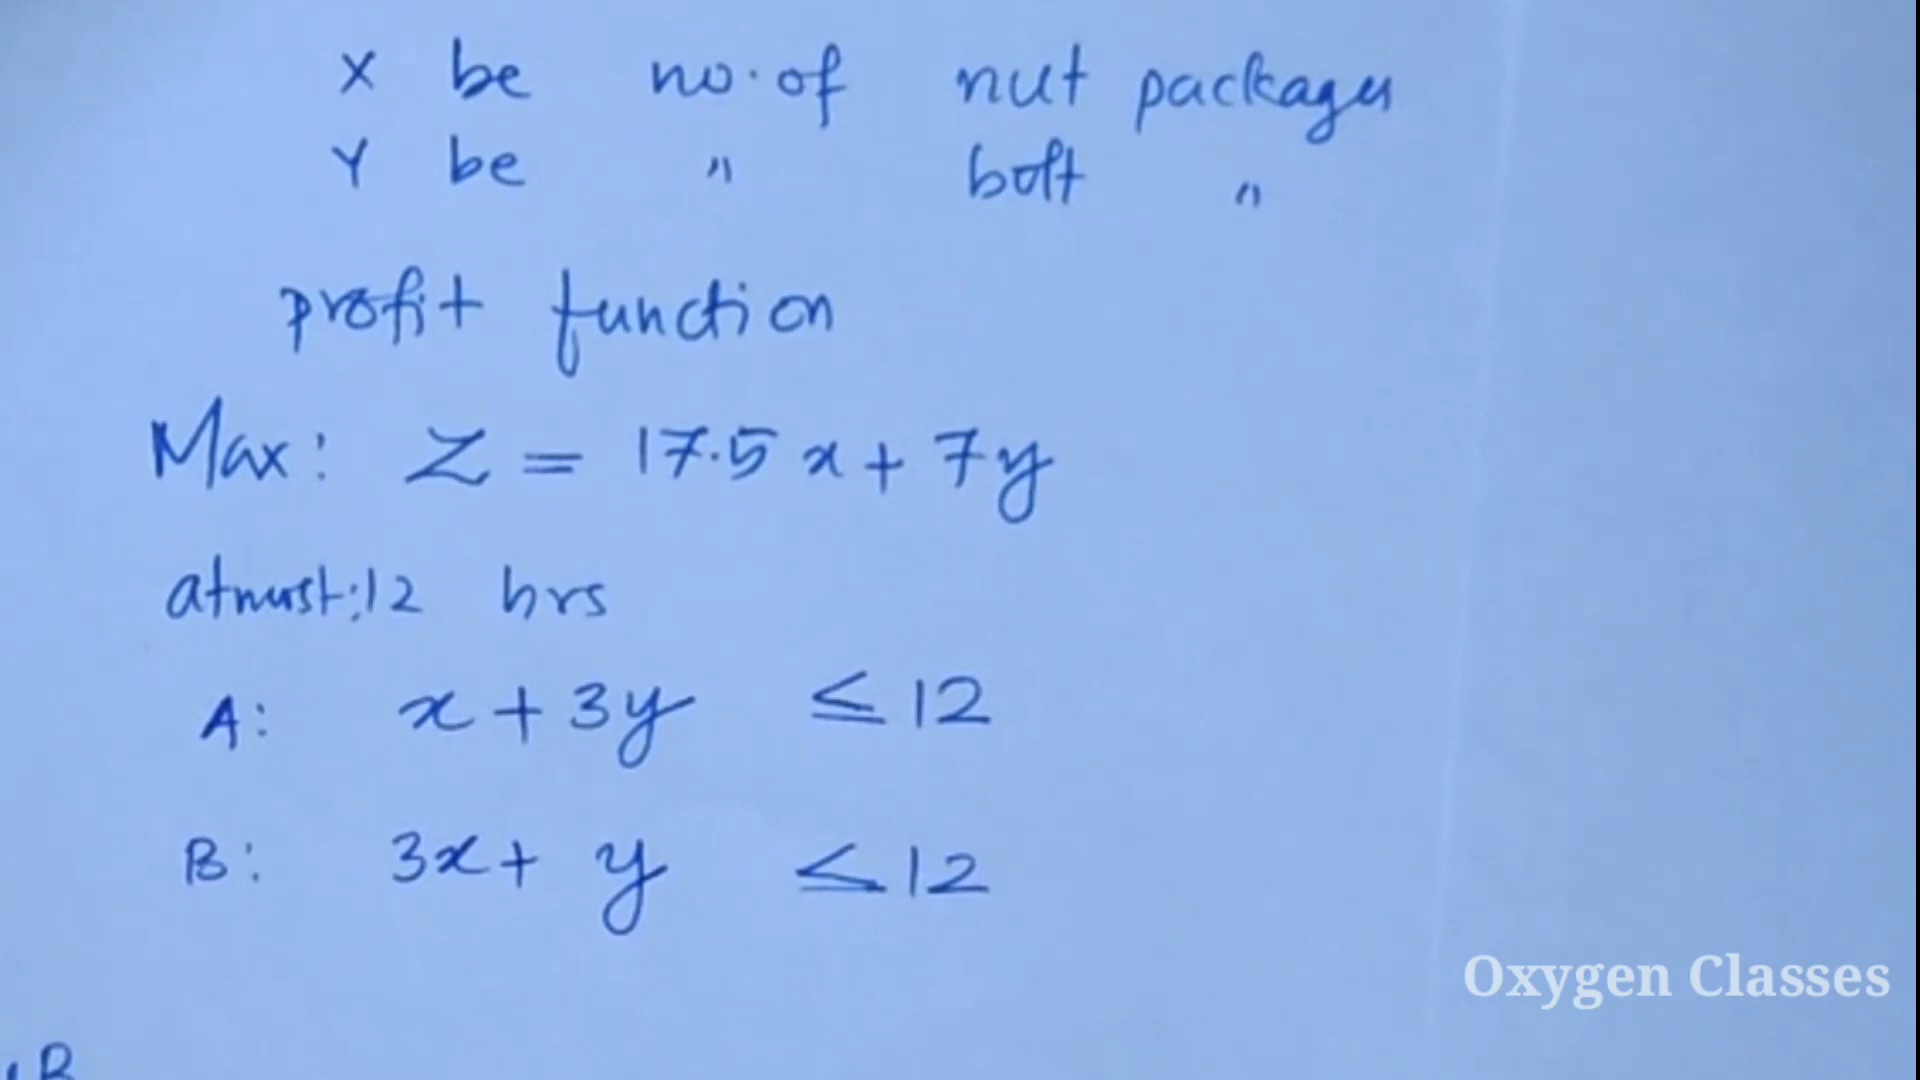 X be no. of nut packages
Y be " bolt "
profit function
Max: Z = 17.5x + 7y
atmost: 12 hrs
A: x + 3y ≤ 12
B: 3x + y ≤ 12
Oxygen Classes
B